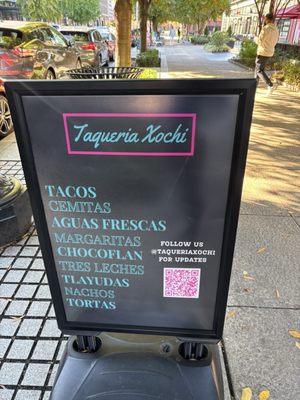 Taqueria Xochi
TACOS
CEMITAS
AGUAS FRESCAS
MARGARITAS
CHOCOFLAN
TRES LECHES
TLAYUDAS
NACHOS
TORTAS
FOLLOW US
@TAQUERIAXOCHI
FOR UPDATES